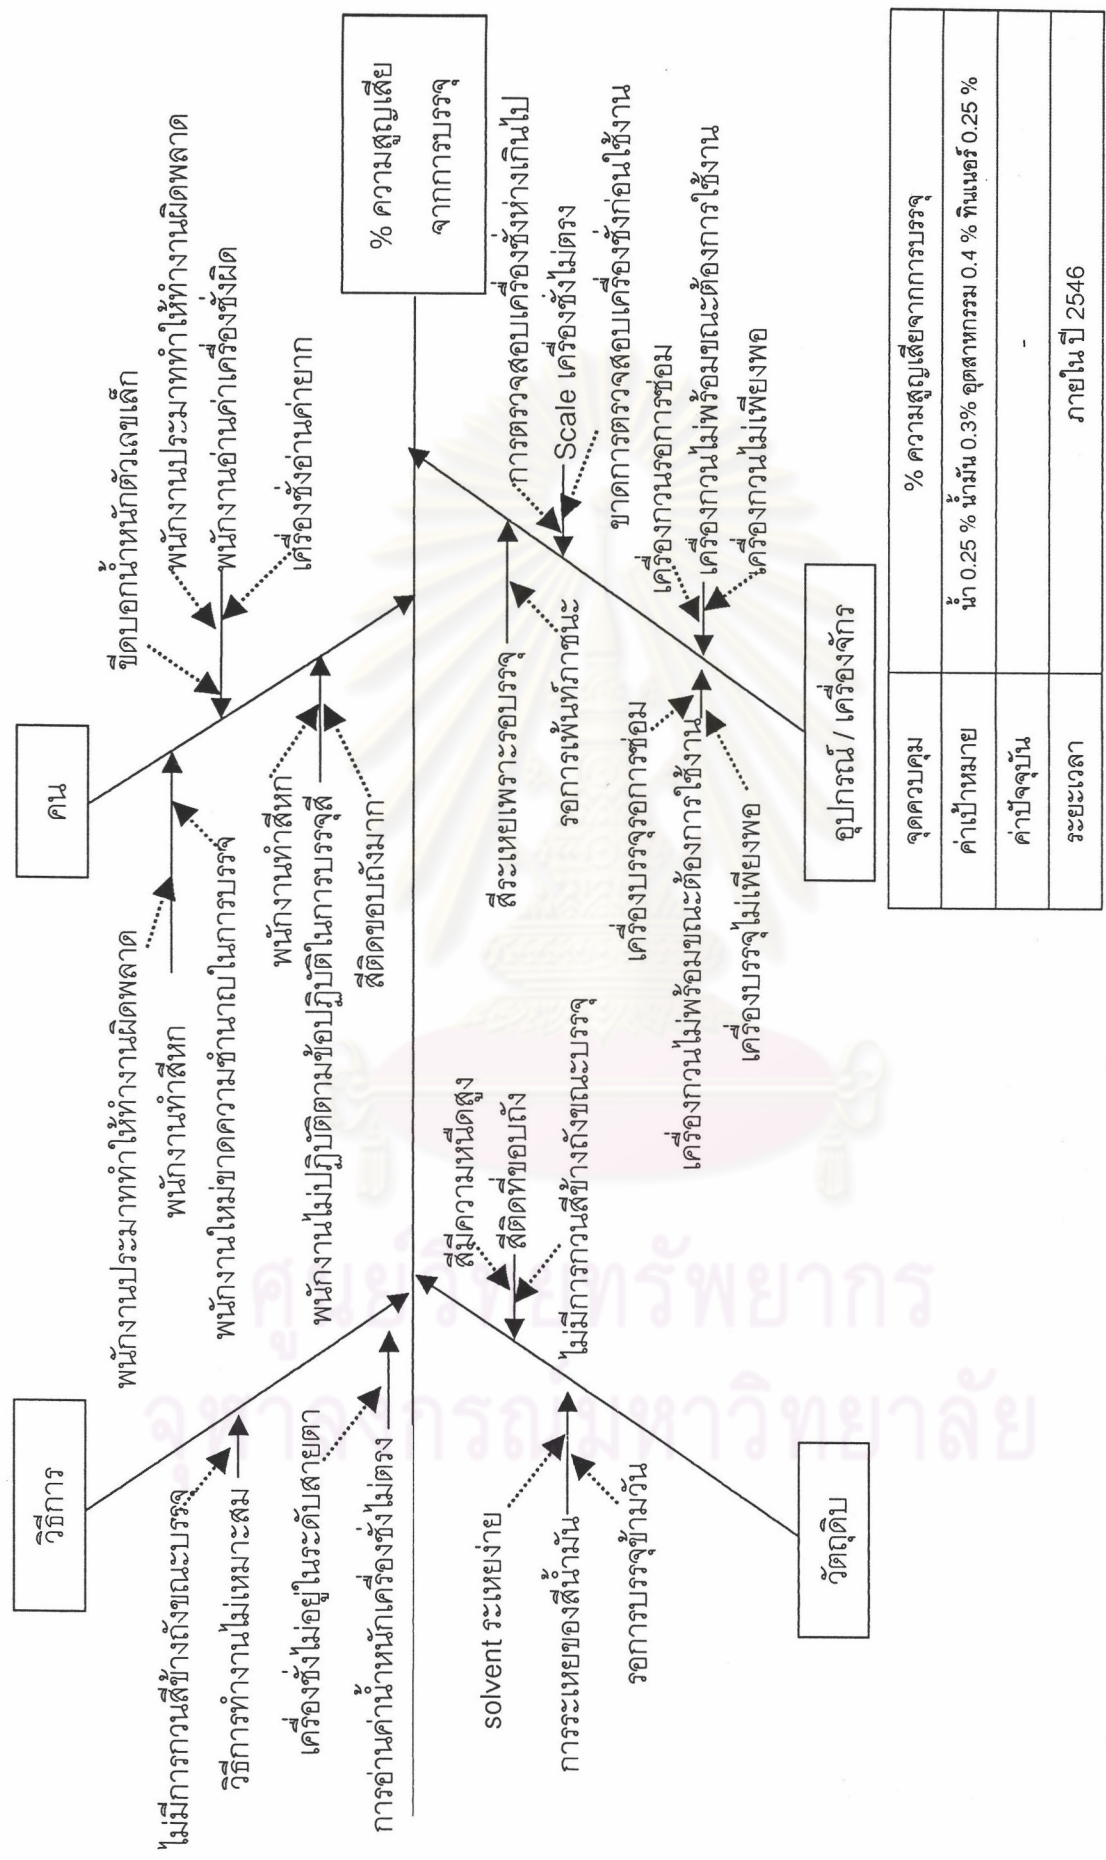 วิธีการ
ไม่มีการกวนสีข้างถังขณะบรรจุ
วิธีการทำงานไม่เหมาะสม
เครื่องชั่งไม่อยู่ในระดับสายตา
การอ่านค่าน้ำหนักเครื่องชั่งไม่ตรง
คน
พนักงานประมาททำให้ทำงานผิดพลาด
พนักงานทำสีหก
พนักงานใหม่ขาดความชำนาญในการบรรจุ
พนักงานทำสีหก
พนักงานไม่ปฏิบัติตามข้อปฏิบัติในการบรรจุสี
สีติดขอบถังมาก
ขีดบอกน้ำหนักตัวเลขเล็ก
พนักงานประมาททำให้ทำงานผิดพลาด
พนักงานอ่านค่าเครื่องชั่งผิด
เครื่องชั่งอ่านค่ายาก
% ความสูญเสีย
จากการบรรจุ
solvent ระเหยง่าย
การระเหยของสีน้ำมัน
รอการบรรจุข้ามวัน
สีมีความหนืดสูง
สีติดที่ขอบถัง
ไม่มีการกวนสีข้างถังขณะบรรจุ
วัตถุดิบ
สีระเหยเพราะรอบรรจุ
รอการเพ้นท์ภาชนะ
เครื่องบรรจุรอการซ่อม
เครื่องกวนไม่พร้อมขณะต้องการใช้งาน
เครื่องบรรจุไม่เพียงพอ
การตรวจสอบเครื่องชั่งห่างเกินไป
Scale เครื่องชั่งไม่ตรง
ขาดการตรวจสอบเครื่องชั่งก่อนใช้งาน
เครื่องกวนรอการซ่อม
เครื่องกวนไม่พร้อมขณะต้องการใช้งาน
เครื่องกวนไม่เพียงพอ
อุปกรณ์ / เครื่องจักร
จุดควบคุม % ความสูญเสียจากการบรรจุ
ค่าเป้าหมาย น้ำ 0.25 % น้ำมัน 0.3% อุตสาหกรรม 0.4 % ทินเนอร์ 0.25 %
ค่าปัจจุบัน -
ระยะเวลา ภายใน ปี 2546
ศูนย์วิทยทรัพยากร
จุฬาลงกรณ์มหาวิทยาลัย